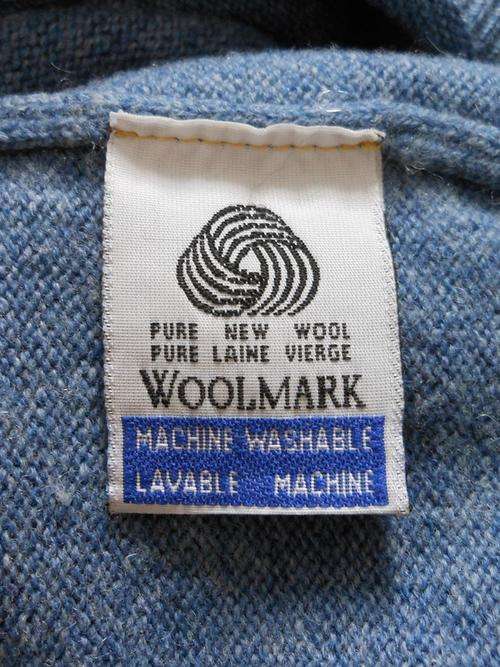 PURE NEW WOOL
PURE LAINE VIERGE
WOOLMARK
MACHINE WASHABLE
LAVABLE MACHINE